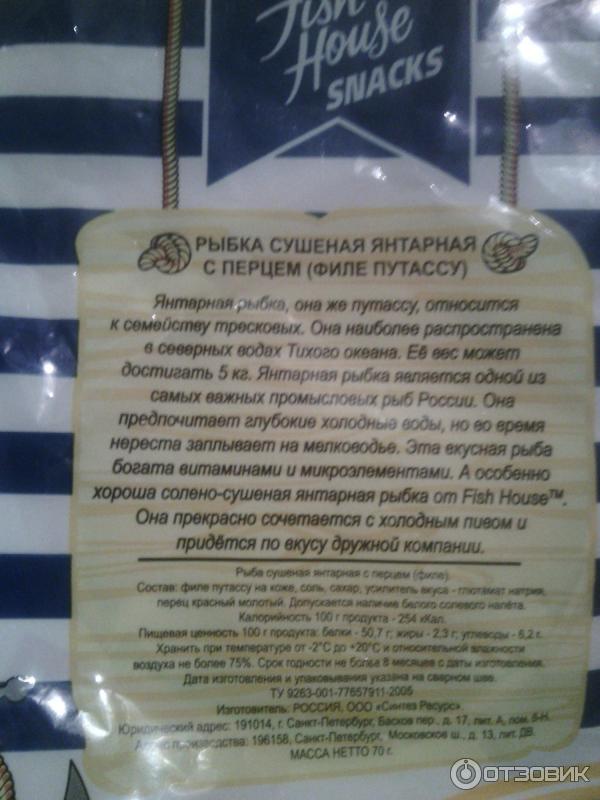 Fish
House
SNACKS
РЫБКА СУШЕНАЯ ЯНТАРНАЯ
С ПЕРЦЕМ (ФИЛЕ ПУТАССУ)
Янтарная рыбка, она же путассу, относится
к семейству тресковых. Она наиболее распространена
в северных водах Тихого океана. Её вес может
достигать 5 кг. Янтарная рыбка является одной из
самых важных промысловых рыб России. Она
предпочитает глубокие холодные воды, но во время
нереста заплывает на мелководье. Эта вкусная рыба
богата витаминами и микроэлементами. А особенно
хороша солено-сушеная янтарная рыбка от Fish House™.
Она прекрасно сочетается с холодным пивом и
придётся по вкусу дружной компании.
Рыба сушеная янтарная с перцем (филе).
Состав: филе путассу на коже, соль, сахар, усилитель вкуса - глютамат натрия,
перец красный молотый. Допускается наличие белого солевого налёта.
Калорийность 100 г продукта - 254 кКал.
Пищевая ценность 100 г продукта: белки - 50,7 г; жиры - 2,3 г; углеводы - 6,2 г.
Хранить при температуре от -2°С до +20°С и относительной влажности
воздуха не более 75%. Срок годности не более 8 месяцев с даты изготовления.
Дата изготовления и упаковывания указана на сварном шве.
ТУ 9263-001-77657911-2005
Изготовитель: РОССИЯ, ООО «Синтез Ресурс».
Юридический адрес: 191014, г. Санкт-Петербург, Басков пер., д. 17, лит. А, пом. 8-Н.
Адрес производства: 196158, Санкт-Петербург, Московское ш., д. 13, лит. ДВ.
МАССА НЕТТО 70 г.
ОТЗОВИК